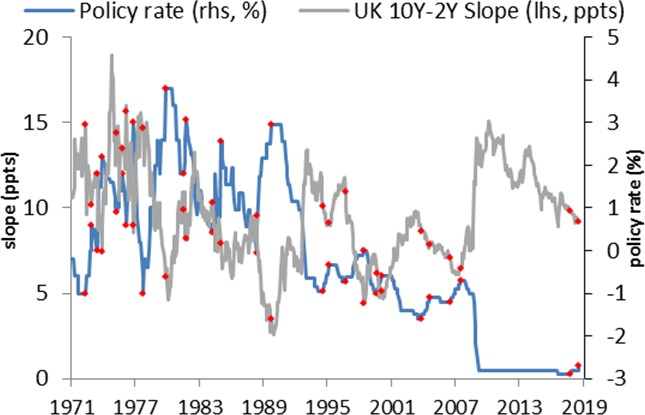 Policy rate (rhs, %) UK 10Y-2Y Slope (lhs, ppts)
20 5
4
15 3
2
10 1
0
5 -1
-2
0 -3
slope (ppts)
policy rate (%)
1971 1977 1983 1989 1995 2001 2007 2013 2019